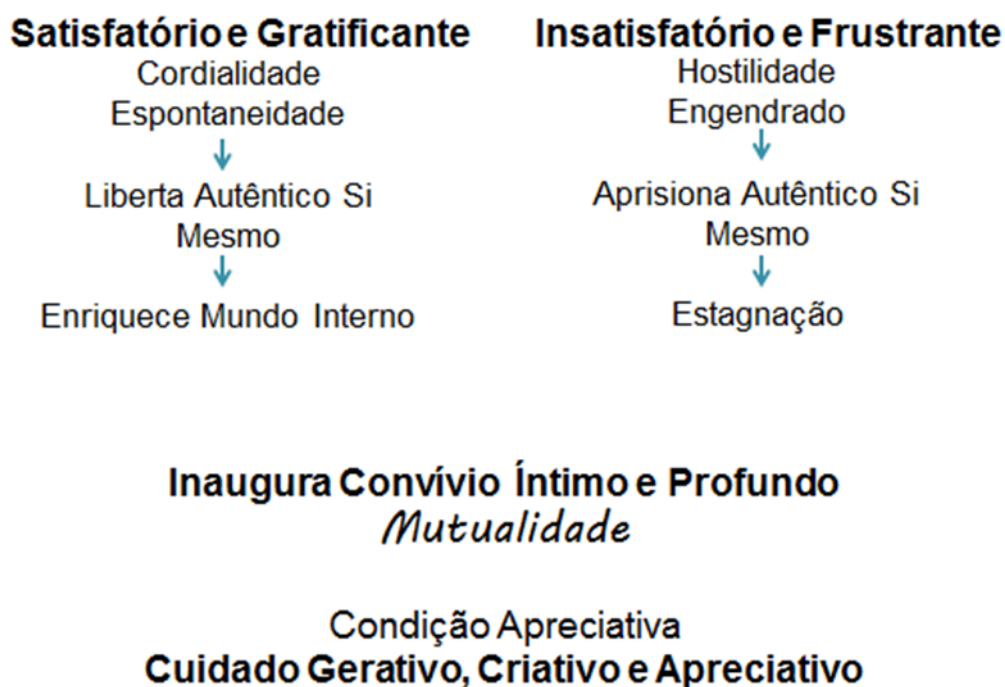 Satisfatório e Gratificante
Cordialidade
Espontaneidade
Liberta Autêntico Si
Mesmo
Enriquece Mundo Interno
Insatisfatório e Frustrante
Hostilidade
Engendrado
Aprisiona Autêntico Si
Mesmo
Estagnação
Inaugura Convívio Íntimo e Profundo
Mutualidade
Condição Apreciativa
Cuidado Gerativo, Criativo e Apreciativo